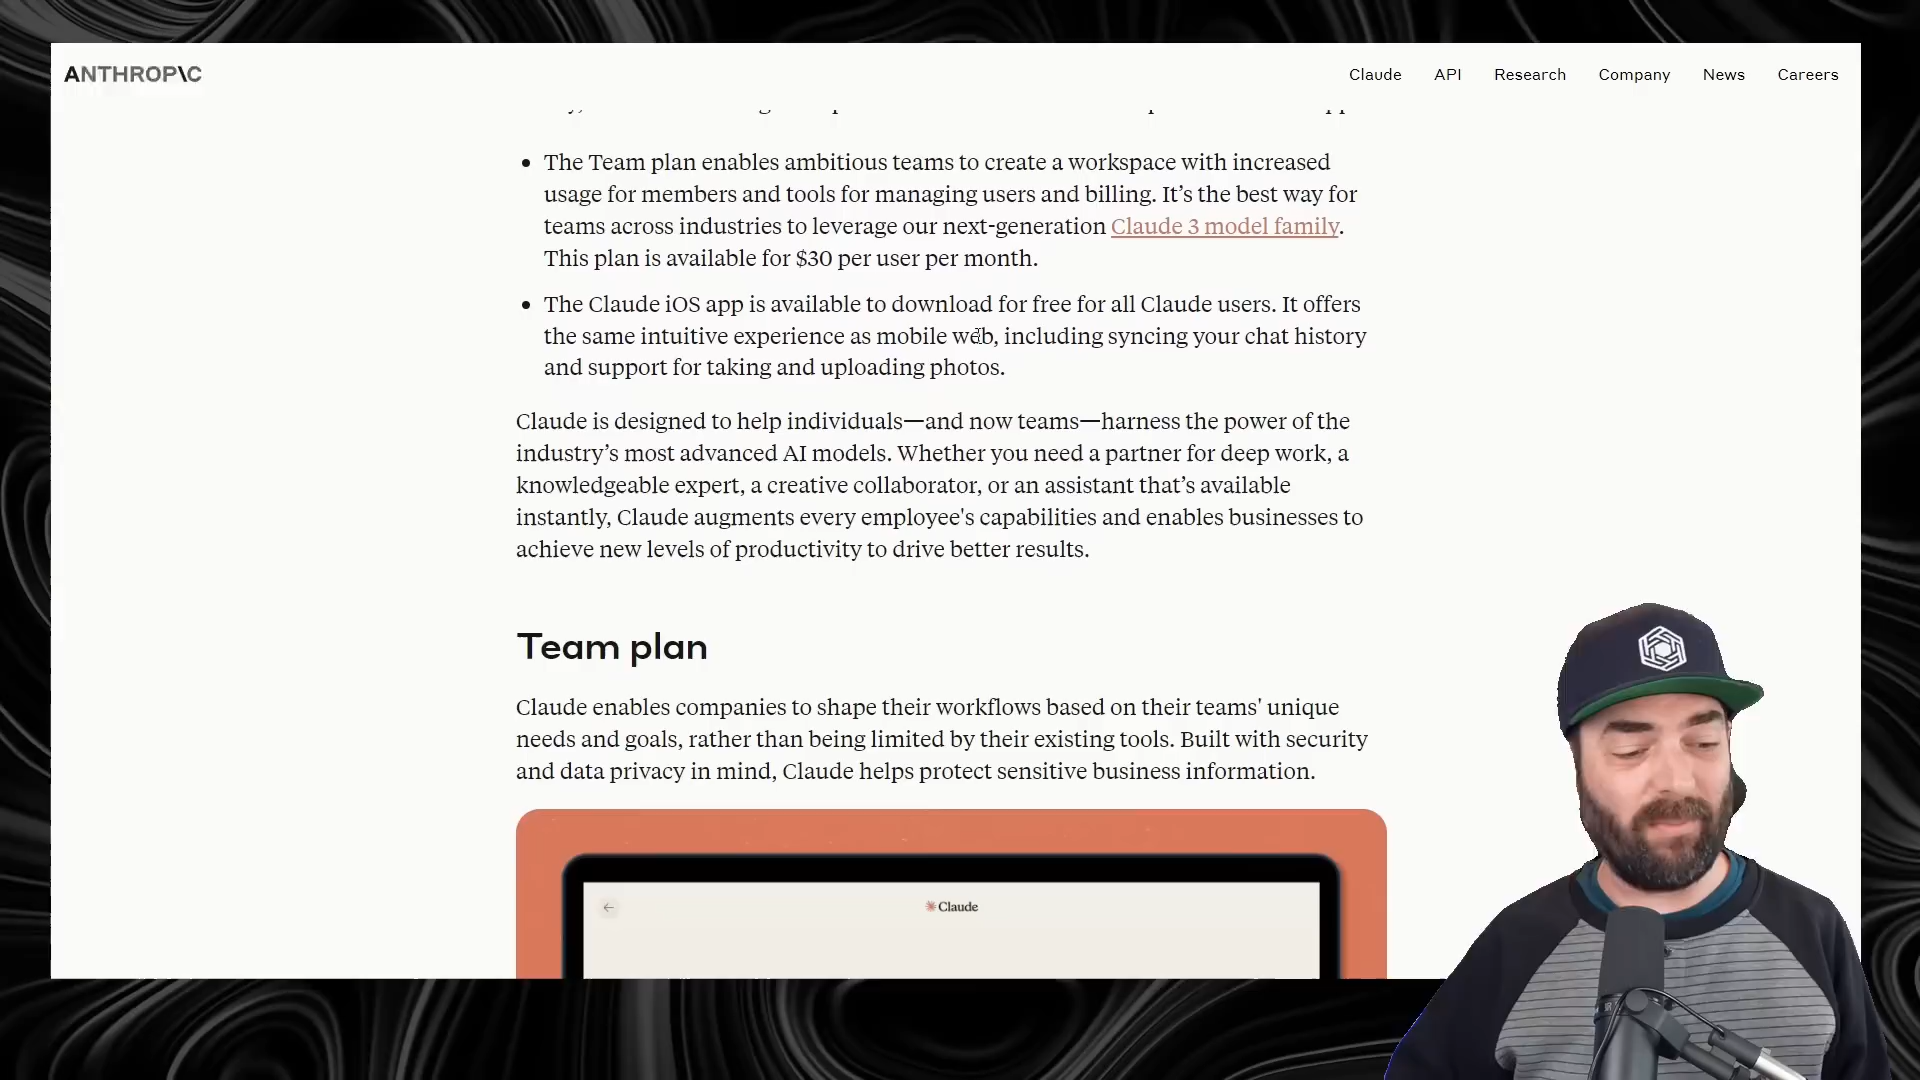 ANTHROP\C
Claude API Research Company News Careers
• The Team plan enables ambitious teams to create a workspace with increased
usage for members and tools for managing users and billing. It’s the best way for
teams across industries to leverage our next-generation Claude 3 model family.
This plan is available for $30 per user per month.
• The Claude iOS app is available to download for free for all Claude users. It offers
the same intuitive experience as mobile web, including syncing your chat history
and support for taking and uploading photos.
Claude is designed to help individuals—and now teams—harness the power of the
industry’s most advanced AI models. Whether you need a partner for deep work, a
knowledgeable expert, a creative collaborator, or an assistant that’s available
instantly, Claude augments every employee's capabilities and enables businesses to
achieve new levels of productivity to drive better results.
Team plan
Claude enables companies to shape their workflows based on their teams' unique
needs and goals, rather than being limited by their existing tools. Built with security
and data privacy in mind, Claude helps protect sensitive business information.
Claude